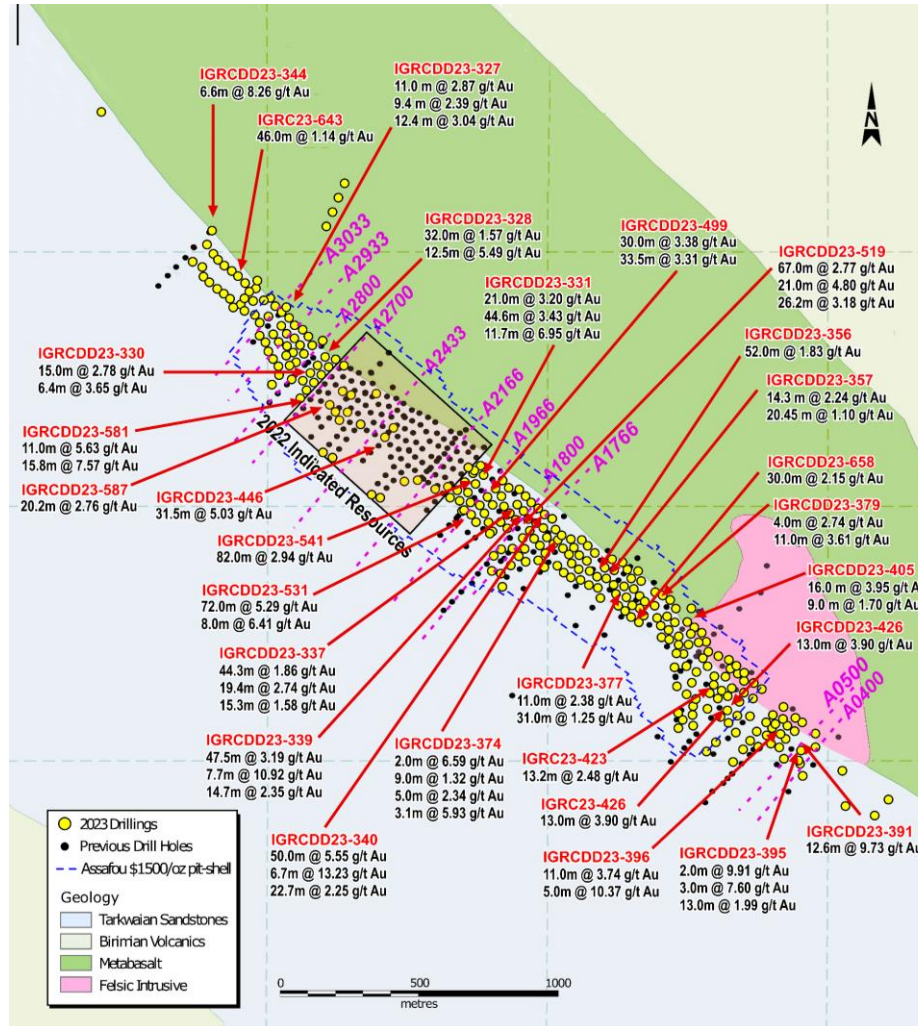 IGRCDD23-344
6.6m @ 8.26 g/t Au
IGRC23-643
46.0m @ 1.14 g/t Au
IGRCDD23-327
11.0 m @ 2.87 g/t Au
9.4 m @ 2.39 g/t Au
12.4 m @ 3.04 g/t Au
N
IGRCDD23-328
32.0m @ 1.57 g/t Au
12.5m @ 5.49 g/t Au
IGRCDD23-499
30.0m @ 3.38 g/t Au
33.5m @ 3.31 g/t Au
IGRCDD23-519
67.0m @ 2.77 g/t Au
21.0m @ 4.80 g/t Au
26.2m @ 3.18 g/t Au
IGRCDD23-331
21.0m @ 3.20 g/t Au
44.6m @ 3.43 g/t Au
11.7m @ 6.95 g/t Au
A3033
A2933
A2800
A2700
A2433
A2166
A1966
A1800
A1766
IGRCDD23-356
52.0m @ 1.83 g/t Au
IGRCDD23-357
14.3 m @ 2.24 g/t Au
20.45 m @ 1.10 g/t Au
IGRCDD23-330
15.0m @ 2.78 g/t Au
6.4m @ 3.65 g/t Au
IGRCDD23-581
11.0m @ 5.63 g/t Au
15.8m @ 7.57 g/t Au
IGRCDD23-587
20.2m @ 2.76 g/t Au
2022 Indicated Resources
IGRCDD23-446
31.5m @ 5.03 g/t Au
IGRCDD23-658
30.0m @ 2.15 g/t Au
IGRCDD23-379
4.0m @ 2.74 g/t Au
11.0m @ 3.61 g/t Au
IGRCDD23-541
82.0m @ 2.94 g/t Au
IGRCDD23-405
16.0 m @ 3.95 g/t Au
9.0 m @ 1.70 g/t Au
IGRCDD23-531
72.0m @ 5.29 g/t Au
8.0m @ 6.41 g/t Au
IGRCDD23-426
13.0m @ 3.90 g/t Au
IGRCDD23-337
44.3m @ 1.86 g/t Au
19.4m @ 2.74 g/t Au
15.3m @ 1.58 g/t Au
IGRCDD23-377
11.0m @ 2.38 g/t Au
31.0m @ 1.25 g/t Au
A0500
A0400
IGRCDD23-339
47.5m @ 3.19 g/t Au
7.7m @ 10.92 g/t Au
14.7m @ 2.35 g/t Au
IGRCDD23-374
2.0m @ 6.59 g/t Au
9.0m @ 1.32 g/t Au
5.0m @ 2.34 g/t Au
3.1m @ 5.93 g/t Au
IGRC23-423
13.2m @ 2.48 g/t Au
IGRC23-426
13.0m @ 3.90 g/t Au
IGRCDD23-340
50.0m @ 5.55 g/t Au
6.7m @ 13.23 g/t Au
22.7m @ 2.25 g/t Au
IGRCDD23-396
11.0m @ 3.74 g/t Au
5.0m @ 10.37 g/t Au
IGRCDD23-395
2.0m @ 9.91 g/t Au
3.0m @ 7.60 g/t Au
13.0m @ 1.99 g/t Au
IGRCDD23-391
12.6m @ 9.73 g/t Au
2023 Drillings
Previous Drill Holes
Assafou $1500/oz pit-shell
Geology
Tarkwaian Sandstones
Birimian Volcanics
Metabasalt
Felsic Intrusive
0 500 1000
metres